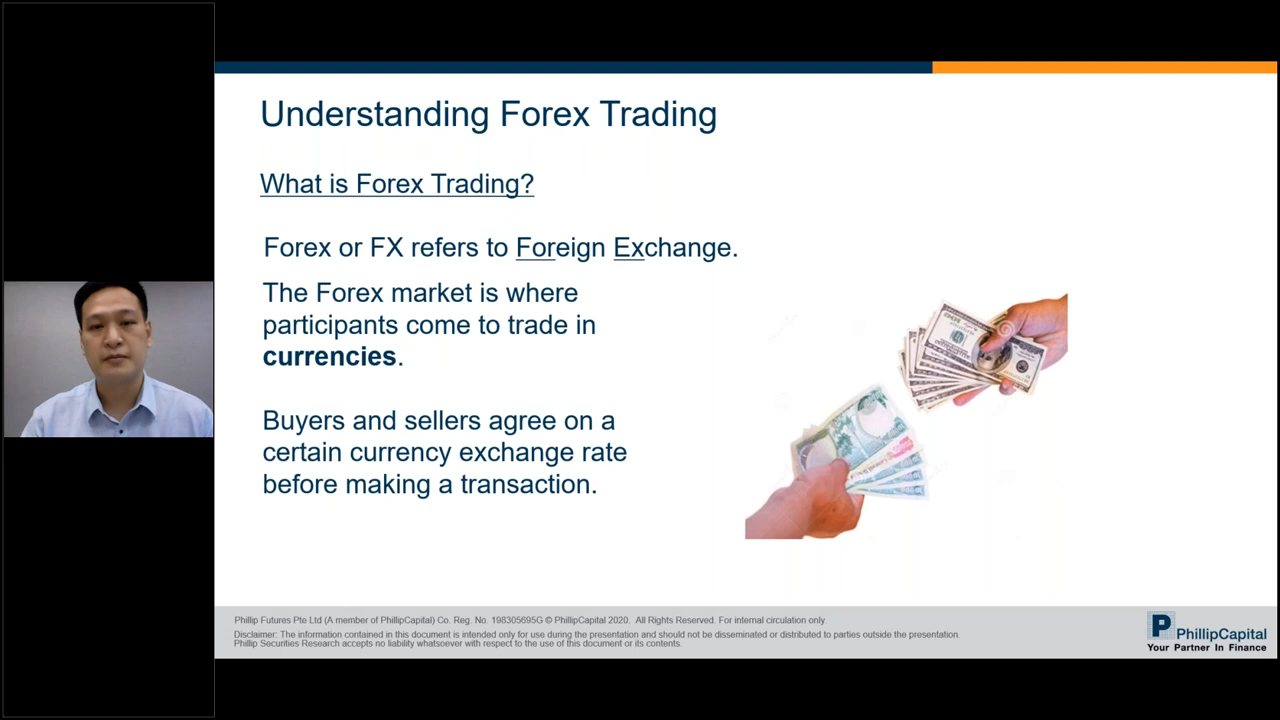 Understanding Forex Trading
What is Forex Trading?
Forex or FX refers to Foreign Exchange.
The Forex market is where
participants come to trade in
currencies.
Buyers and sellers agree on a
certain currency exchange rate
before making a transaction.
Phillip Futures Pte Ltd (A member of PhillipCapital) Co. Reg. No. 198305695G © PhillipCapital 2020. All Rights Reserved. For internal circulation only.
Disclaimer: The information contained in this document is intended only for use during the presentation and should not be disseminated or distributed to parties outside the presentation.
Phillip Securities Research accepts no liability whatsoever with respect to the use of this document or its contents.
P PhillipCapital
Your Partner In Finance